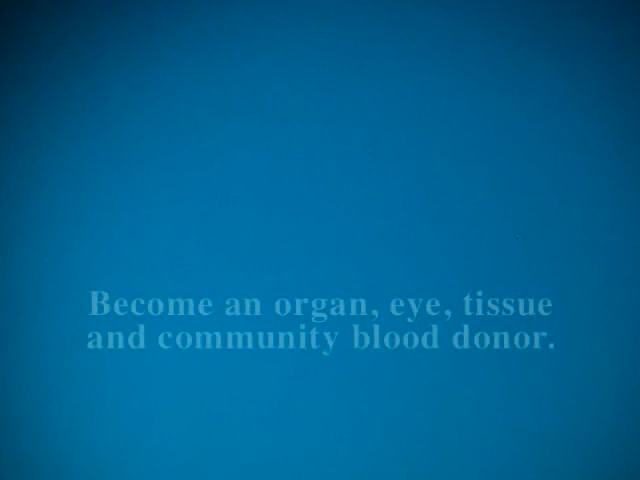 Become an organ, eye, tissue
and community blood donor.